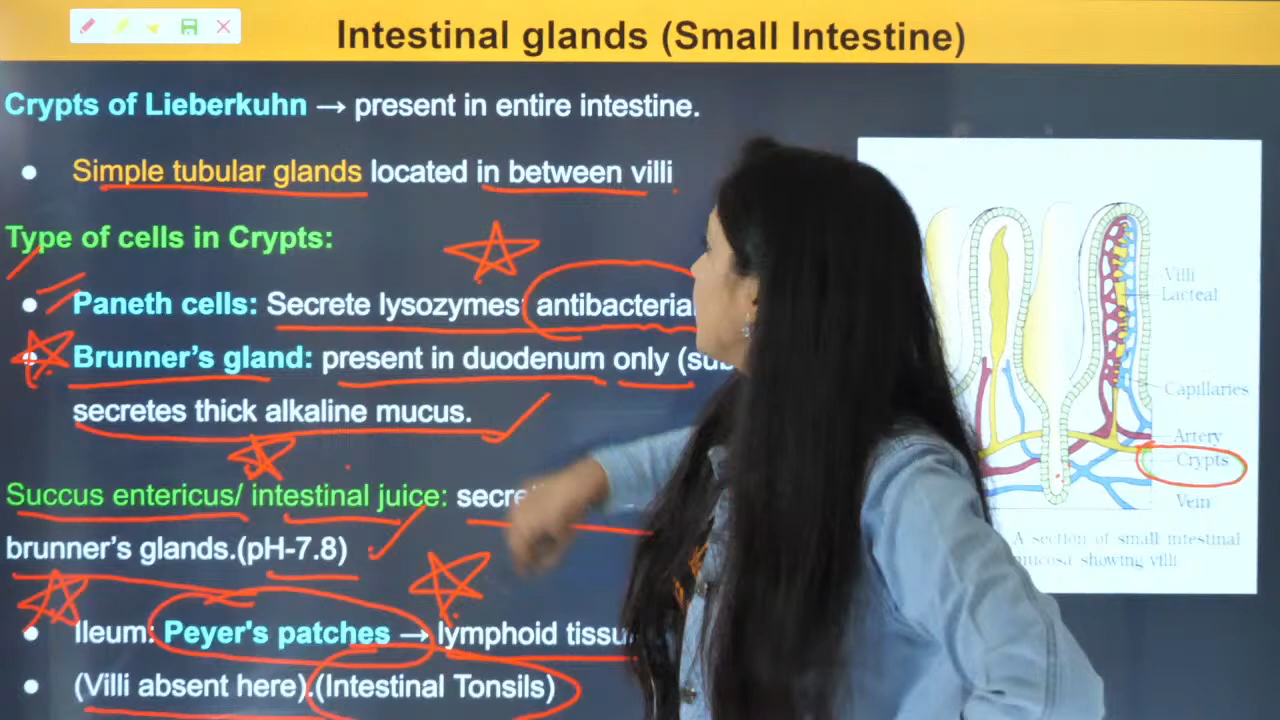 Intestinal glands (Small Intestine)
Crypts of Lieberkuhn → present in entire intestine.
• Simple tubular glands located in between villi
Type of cells in Crypts:
• Paneth cells: Secrete lysozymes
• Brunner's gland: present in duodenum only
secretes thick alkaline mucus.
Succus entericus/ intestinal juice:
brunner's glands.(pH-7.8)
• Ileum: Peyer's patches → lymphoid
• (Villi absent here).(Intestinal Tonsils)
Villi
Lacteal
Capillaries
Artery
Crypts
Vein
A section of small intestinal
mucosa showing villi